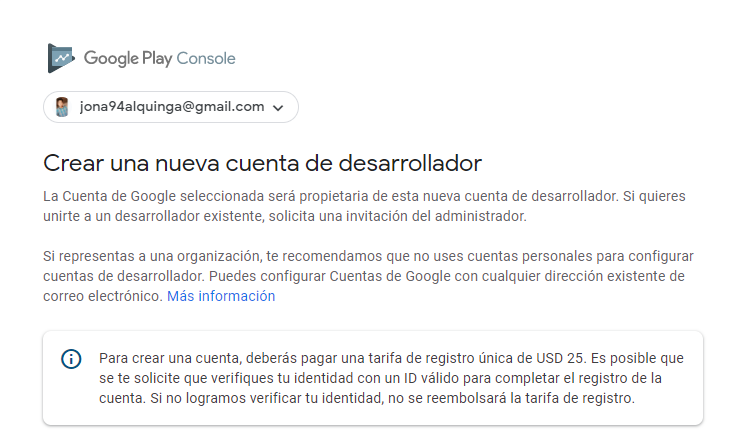 Google Play Console
jona94alquinga@gmail.com
Crear una nueva cuenta de desarrollador
La Cuenta de Google seleccionada será propietaria de esta nueva cuenta de desarrollador. Si quieres
unirte a un desarrollador existente, solicita una invitación del administrador.
Si representas a una organización, te recomendamos que no uses cuentas personales para configurar
cuentas de desarrollador. Puedes configurar Cuentas de Google con cualquier dirección existente de
correo electrónico. Más información
Para crear una cuenta, deberás pagar una tarifa de registro única de USD 25. Es posible que
se te solicite que verifiques tu identidad con un ID válido para completar el registro de la
cuenta. Si no logramos verificar tu identidad, no se reembolsará la tarifa de registro.